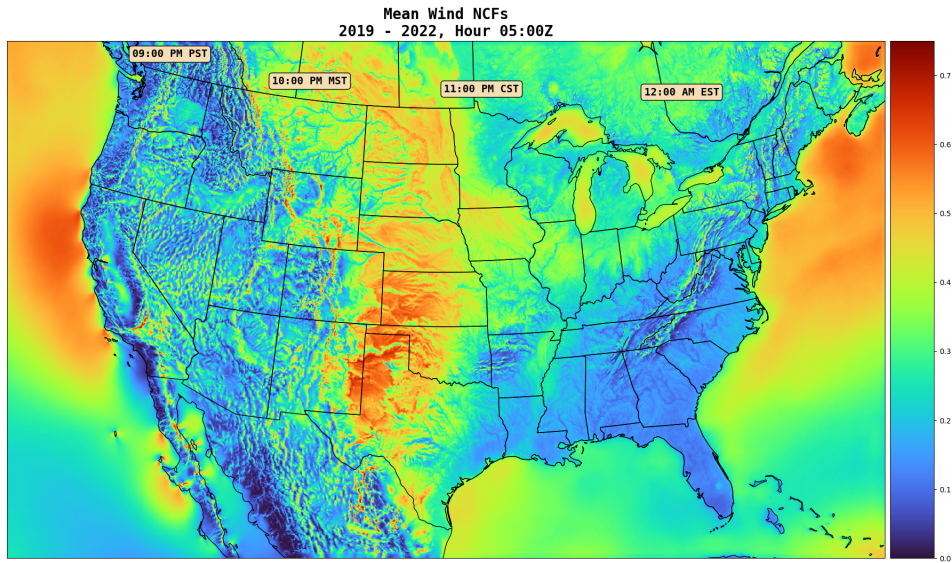 Mean Wind NCFs
2019 - 2022, Hour 05:00Z
09:00 PM PST
10:00 PM MST
11:00 PM CST
12:00 AM EST
0.7
0.6
0.5
0.4
0.3
0.2
0.1
0.0